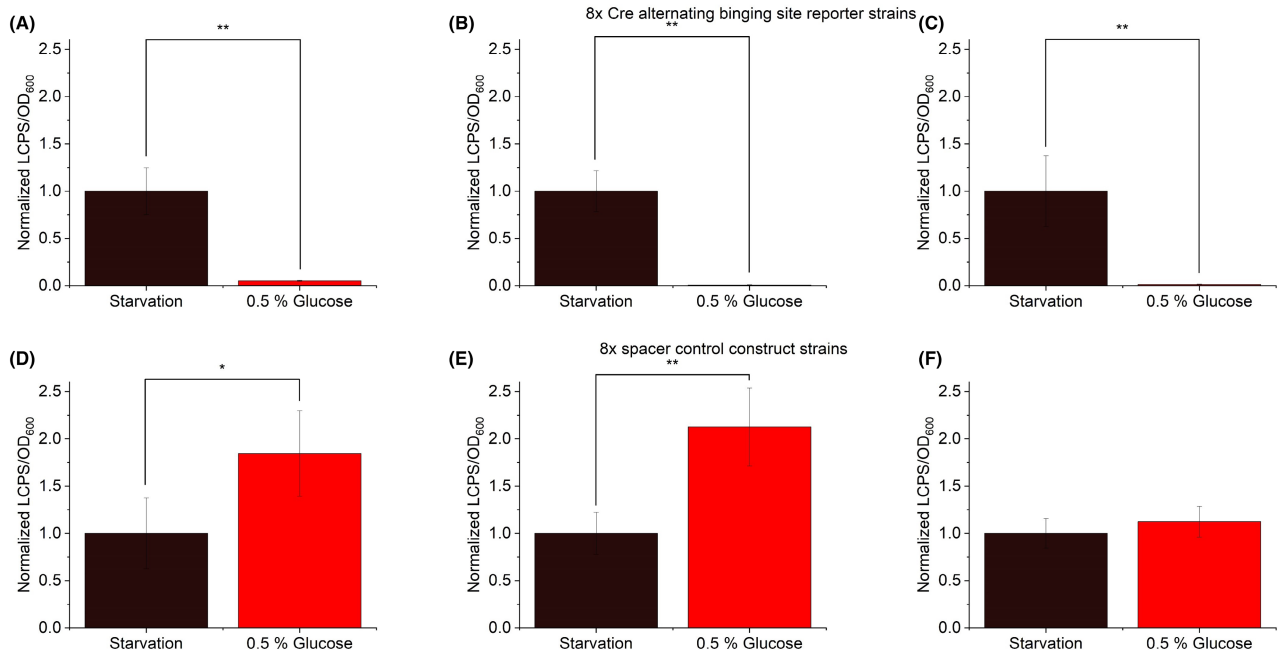 8x Cre alternating binging site reporter strains
(A)
**
2.5
2.0
1.5
1.0
0.5
0.0
Normalized LCPS/OD600
Starvation
0.5 % Glucose
(B)
**
2.5
2.0
1.5
1.0
0.5
0.0
Normalized LCPS/OD600
Starvation
0.5 % Glucose
(C)
**
2.5
2.0
1.5
1.0
0.5
0.0
Normalized LCPS/OD600
Starvation
0.5 % Glucose
8x spacer control construct strains
(D)
*
2.5
2.0
1.5
1.0
0.5
0.0
Normalized LCPS/OD600
Starvation
0.5 % Glucose
(E)
**
2.5
2.0
1.5
1.0
0.5
0.0
Normalized LCPS/OD600
Starvation
0.5 % Glucose
(F)
2.5
2.0
1.5
1.0
0.5
0.0
Normalized LCPS/OD600
Starvation
0.5 % Glucose